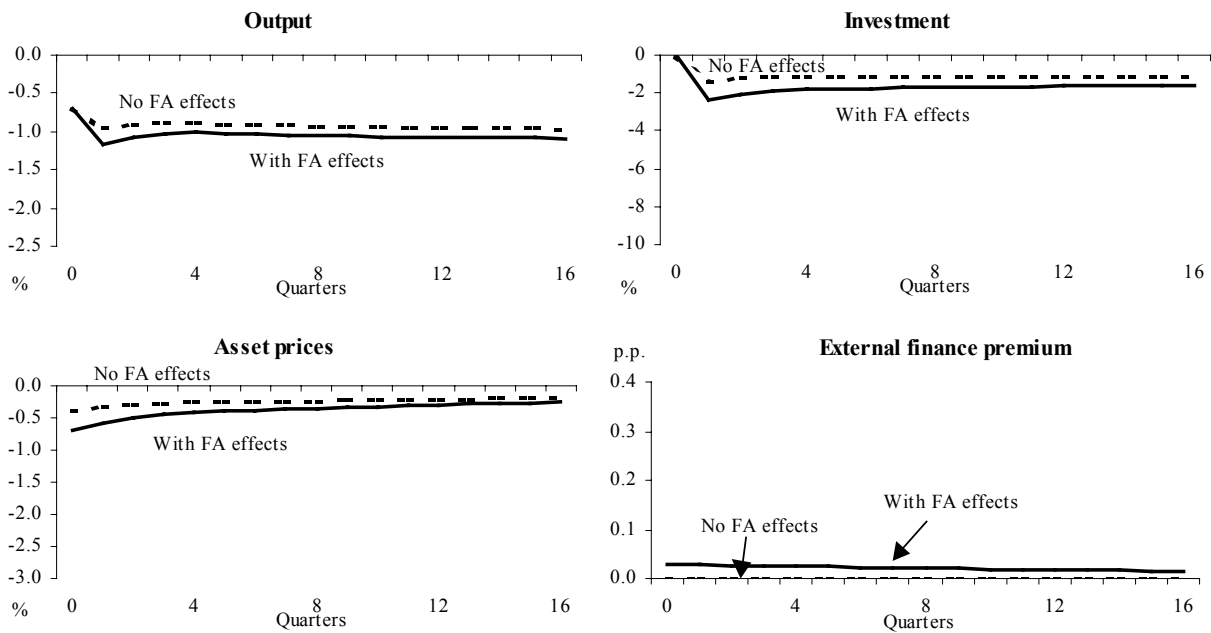 Output
0.0
-0.5
-1.0
-1.5
-2.0
-2.5
No FA effects
With FA effects
0 4 8 12 16
% Quarters
Investment
0
-2
-4
-6
-8
-10
No FA effects
With FA effects
0 4 8 12 16
% Quarters
Asset prices
0.0
-0.5
-1.0
-1.5
-2.0
-2.5
-3.0
No FA effects
With FA effects
0 4 8 12 16
% Quarters
External finance premium
p.p.
0.4
0.3
0.2
0.1
0.0
No FA effects
With FA effects
0 4 8 12 16
Quarters